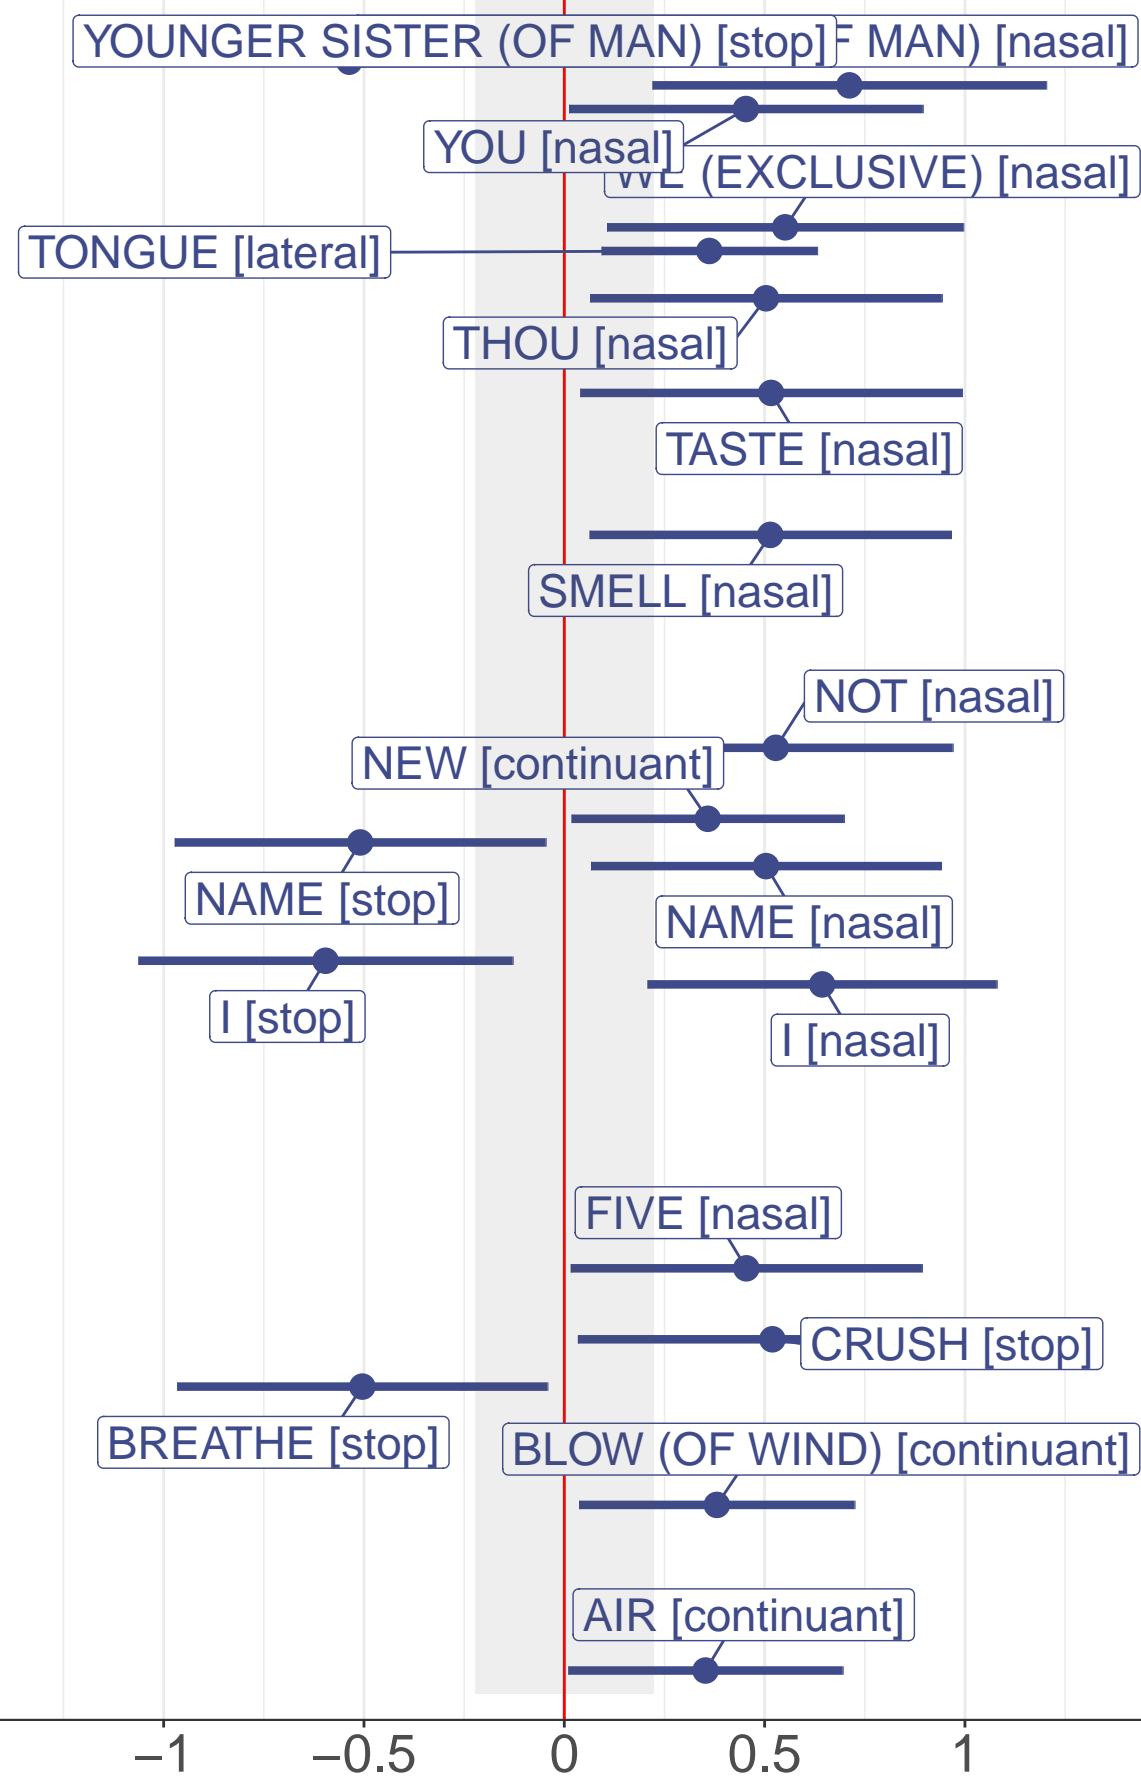 YOUNGER SISTER (OF MAN) [stop]
F MAN) [nasal]
YOU [nasal]
WE (EXCLUSIVE) [nasal]
TONGUE [lateral]
THOU [nasal]
TASTE [nasal]
SMELL [nasal]
NOT [nasal]
NEW [continuant]
NAME [stop]
NAME [nasal]
I [stop]
I [nasal]
FIVE [nasal]
CRUSH [stop]
BREATHE [stop]
BLOW (OF WIND) [continuant]
AIR [continuant]
−1 −0.5 0 0.5 1